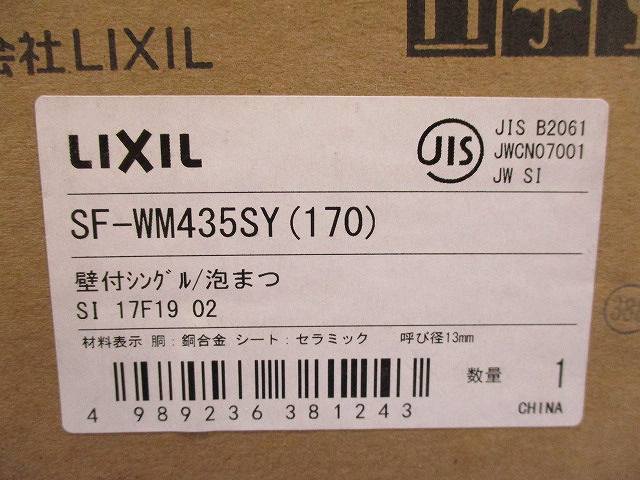 会社LIXIL
LIXIL
JIS
JIS B2061
JWCN07001
JW SI
SF-WM435SY(170)
壁付ｼﾝｸﾞﾙ/泡まつ
SI 17F19 02
材料表示 胴：銅合金 シート：セラミック 呼び径13mm
4 989236 381243
数量 1
CHINA